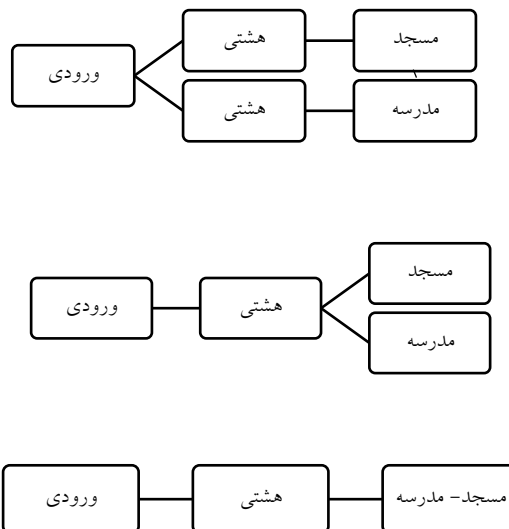 هشتی
مسجد
ورودی
هشتی
مدرسه
مسجد
ورودی
هشتی
مدرسه
ورودی
هشتی
مسجد- مدرسه